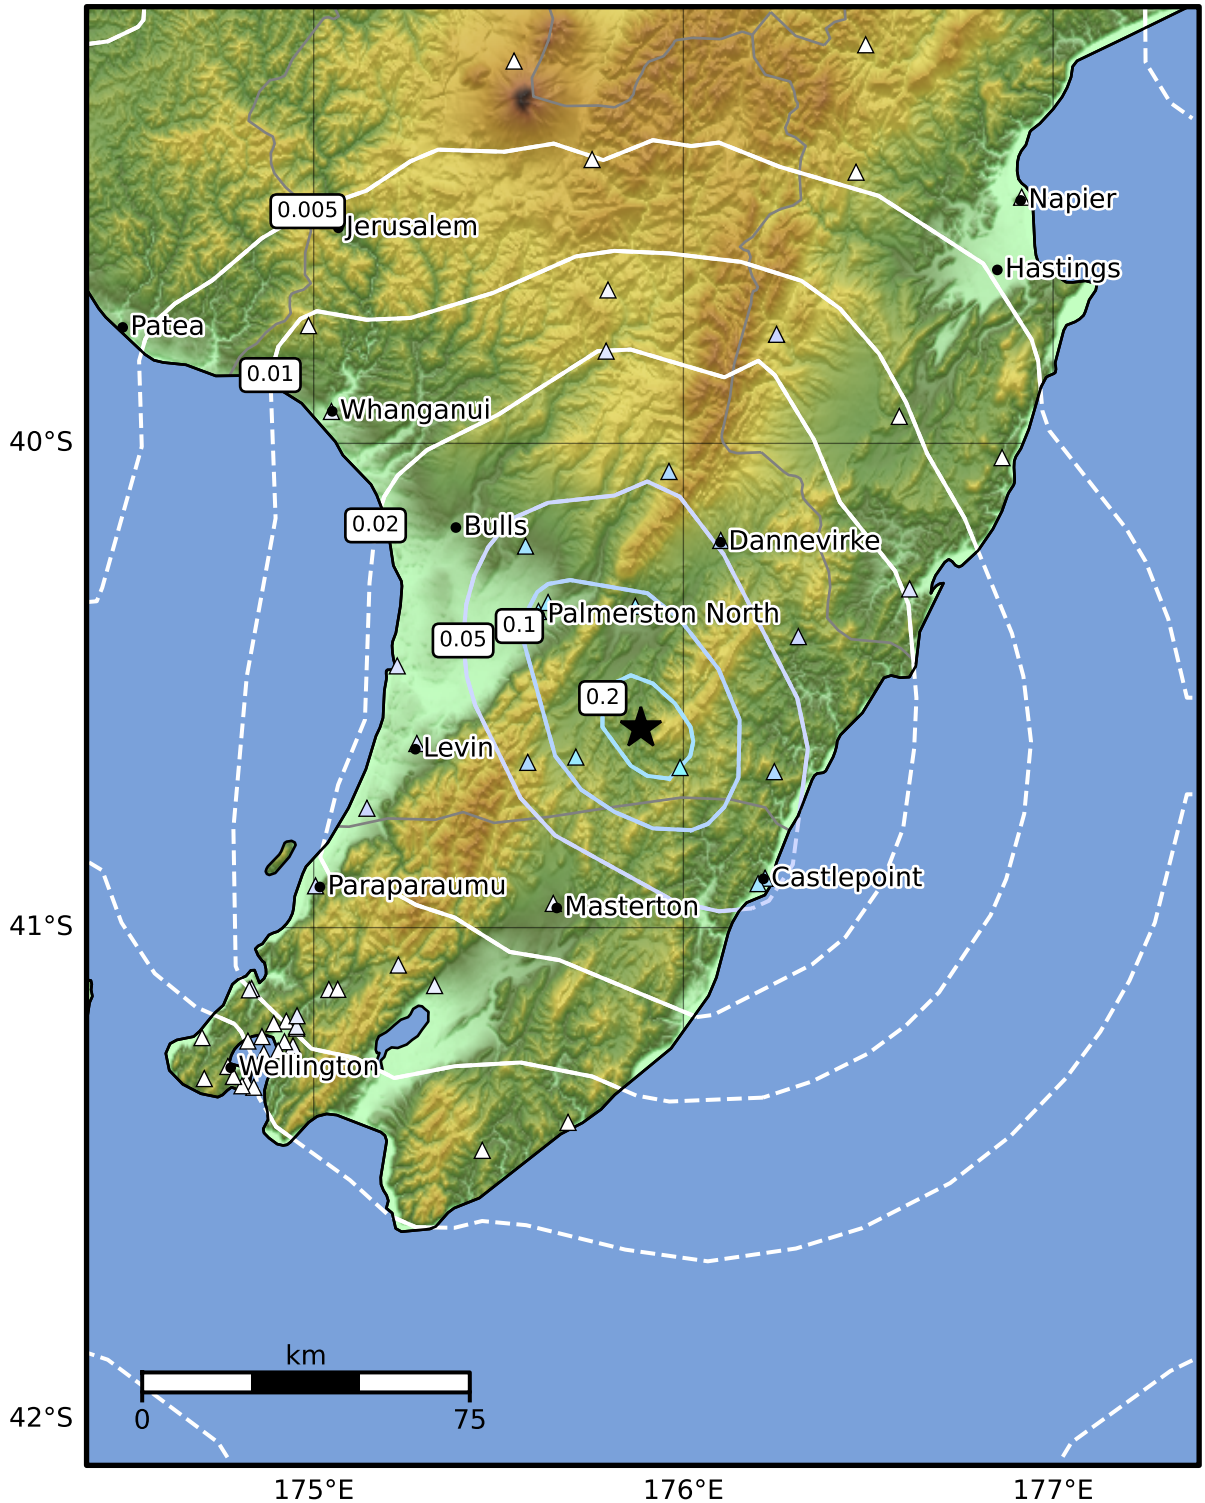 Napier
0.005
Jerusalem
Hastings
Patea
0.01
Whanganui
40°S
0.02
Bulls
Dannevirke
Palmerston North
0.1
0.05
0.2
Levin
Castlepoint
Paraparaumu
Masterton
41°S
Wellington
km
0
75
42°S
175°E
176°E
177°E